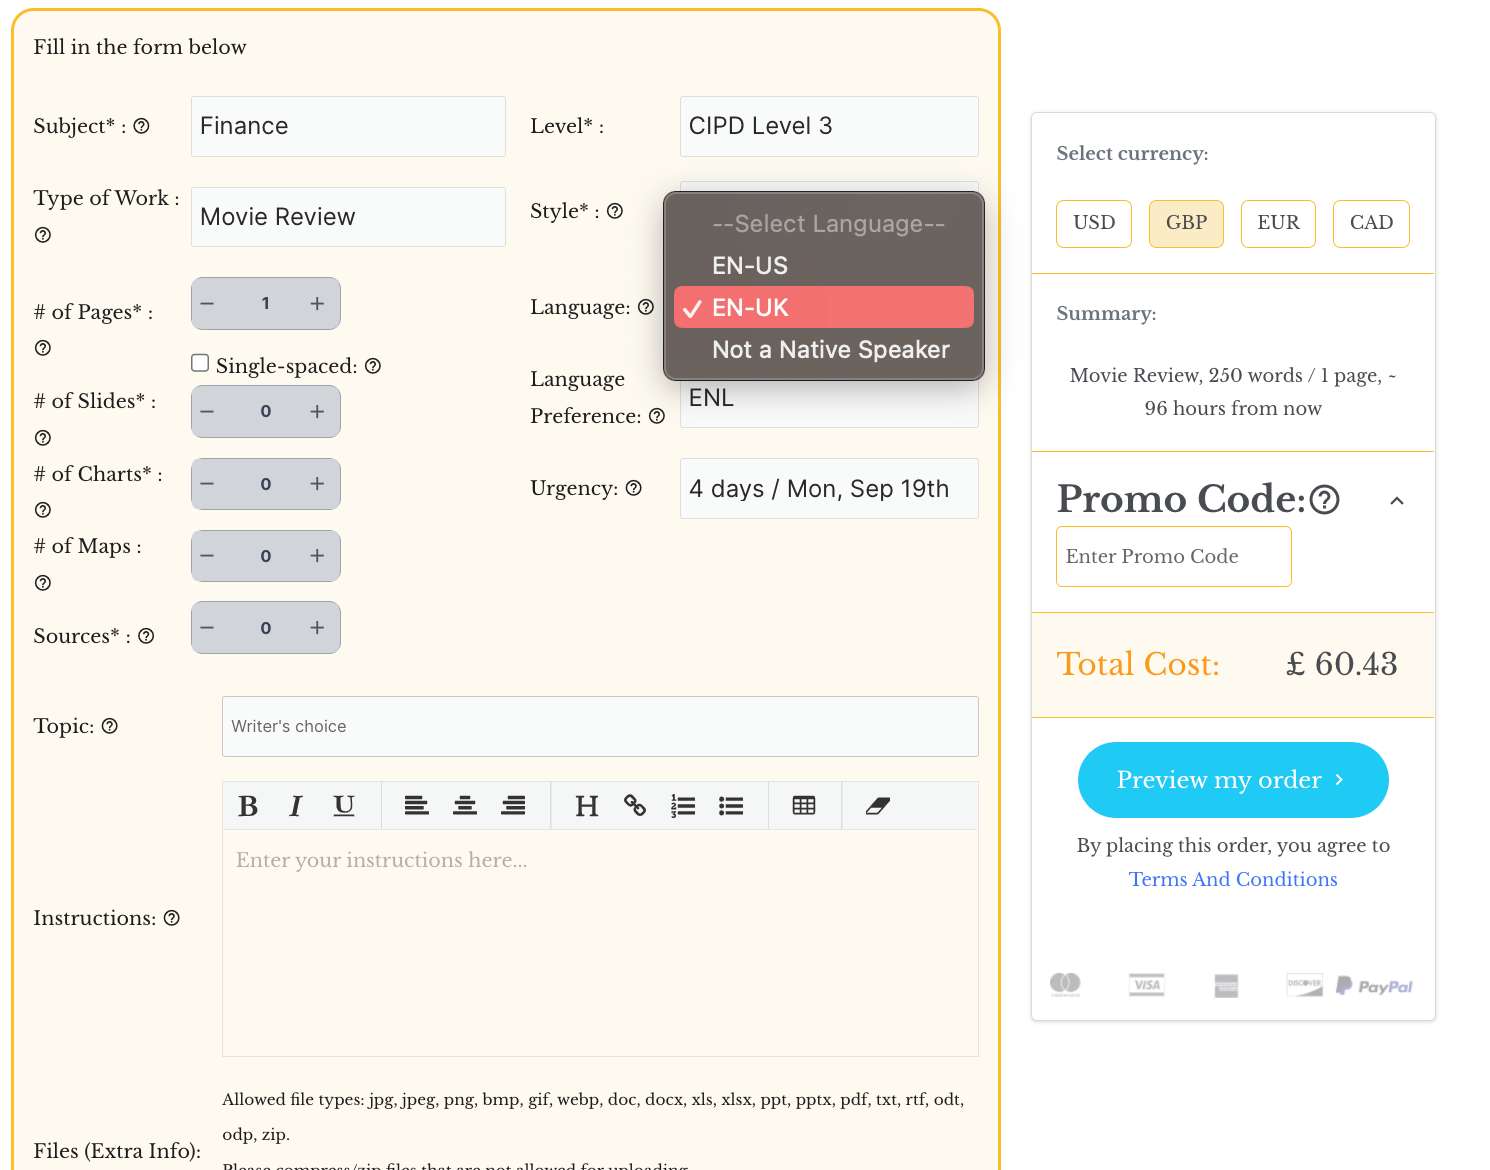 Fill in the form below
Subject* :
Finance
Level* :
CIPD Level 3
Type of Work :
Movie Review
Style* :
--Select Language--
EN-US
EN-UK
Not a Native Speaker
# of Pages* :
− 1 +
Language:
Single-spaced:
Language
Preference:
ENL
# of Slides* :
− 0 +
# of Charts* :
− 0 +
Urgency:
4 days / Mon, Sep 19th
# of Maps :
− 0 +
Sources* :
− 0 +
Topic:
Writer's choice
B I U H
Enter your instructions here...
Instructions:
Allowed file types: jpg, jpeg, png, bmp, gif, webp, doc, docx, xls, xlsx, ppt, pptx, pdf, txt, rtf, odt,
odp, zip.
Files (Extra Info):
Please compress/zip files that are not allowed for uploading
Select currency:
USD GBP EUR CAD
Summary:
Movie Review, 250 words / 1 page, ~
96 hours from now
Promo Code:
Enter Promo Code
Total Cost: £ 60.43
Preview my order
By placing this order, you agree to
Terms And Conditions
VISA DISCOVER PayPal